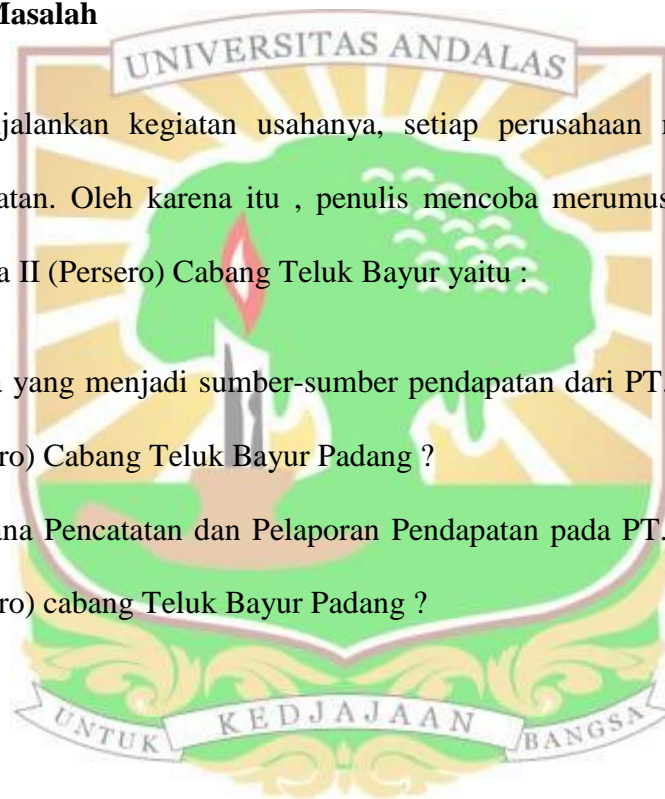 Masalah
UNIVERSITAS ANDALAS
jalankan kegiatan usahanya, setiap perusahaan
atan. Oleh karena itu , penulis mencoba merumus
a II (Persero) Cabang Teluk Bayur yaitu :
yang menjadi sumber-sumber pendapatan dari PT.
ro) Cabang Teluk Bayur Padang ?
ana Pencatatan dan Pelaporan Pendapatan pada PT.
ro) cabang Teluk Bayur Padang ?
UNTUK KEDJAJAAN BANGSA